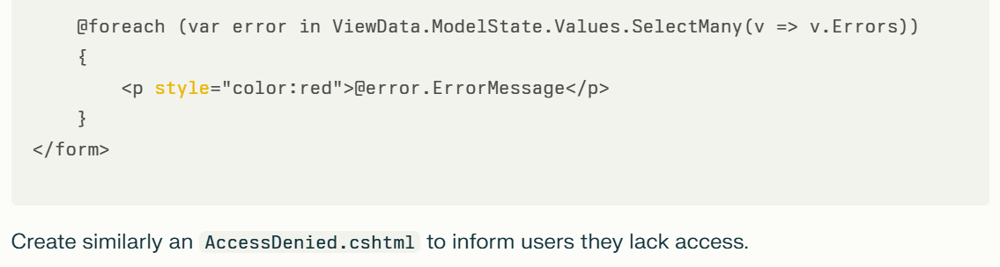 @foreach (var error in ViewData.ModelState.Values.SelectMany(v => v.Errors))
{
<p style="color:red">@error.ErrorMessage</p>
}
</form>
Create similarly an AccessDenied.cshtml to inform users they lack access.